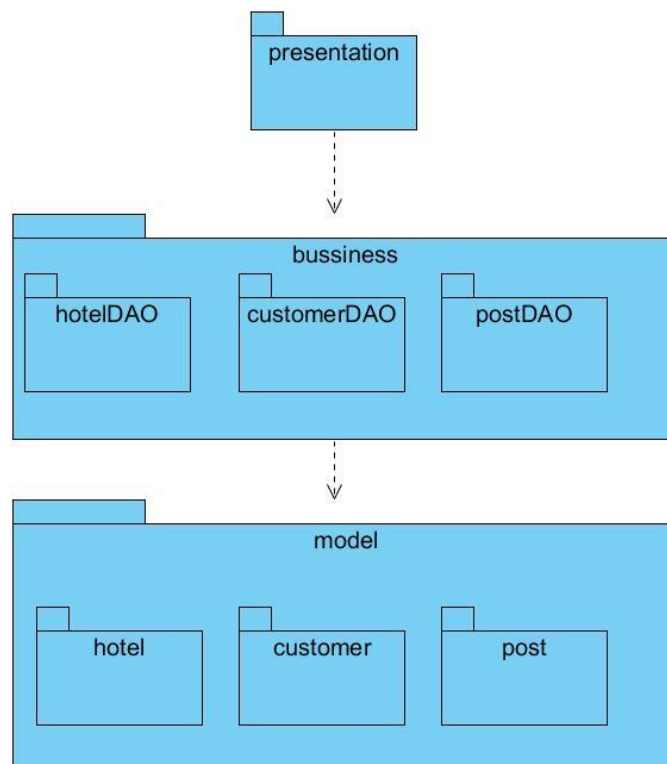 presentation
bussiness
hotelDAO
customerDAO
postDAO
model
hotel
customer
post